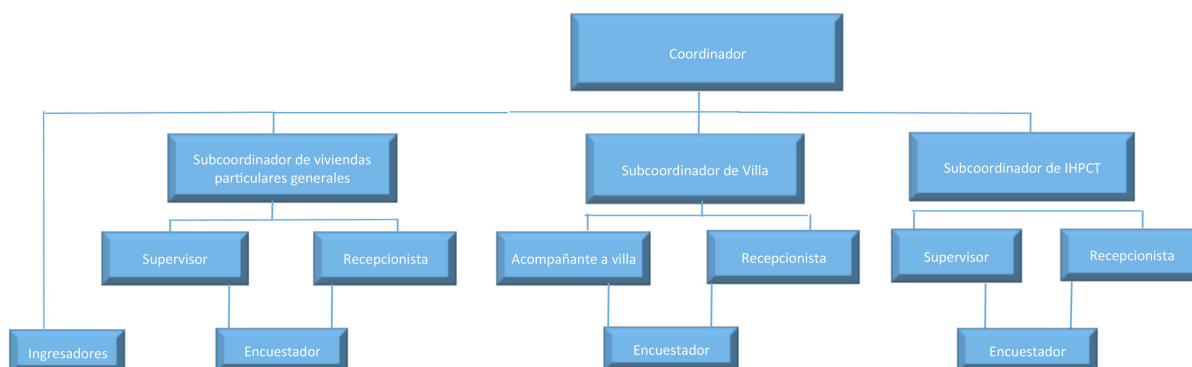 Coordinador
Subcoordinador de viviendas
particulares generales
Subcoordinador de Villa
Subcoordinador de IHPCT
Supervisor
Recepcionista
Acompañante a villa
Recepcionista
Supervisor
Recepcionista
Ingresadores
Encuestador
Encuestador
Encuestador